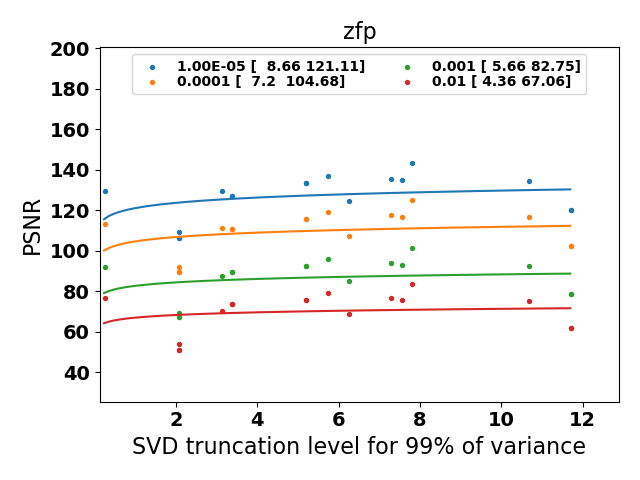 zfp
1.00E-05 [  8.66 121.11]
0.0001 [  7.2  104.68]
0.001 [ 5.66 82.75]
0.01 [ 4.36 67.06]
PSNR
200
180
160
140
120
100
80
60
40
2 4 6 8 10 12
SVD truncation level for 99% of variance